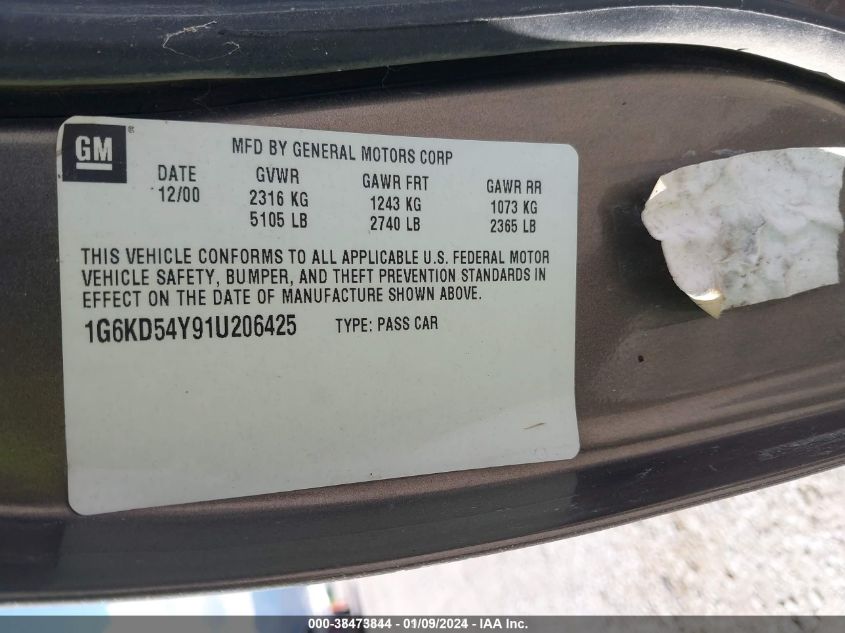 GM ®
MFD BY GENERAL MOTORS CORP
DATE GVWR GAWR FRT GAWR RR
12/00 2316 KG 1243 KG 1073 KG
5105 LB 2740 LB 2365 LB
THIS VEHICLE CONFORMS TO ALL APPLICABLE U.S. FEDERAL MOTOR
VEHICLE SAFETY, BUMPER, AND THEFT PREVENTION STANDARDS IN
EFFECT ON THE DATE OF MANUFACTURE SHOWN ABOVE.
1G6KD54Y91U206425 TYPE: PASS CAR
000-38473844 - 01/09/2024 - IAA Inc.